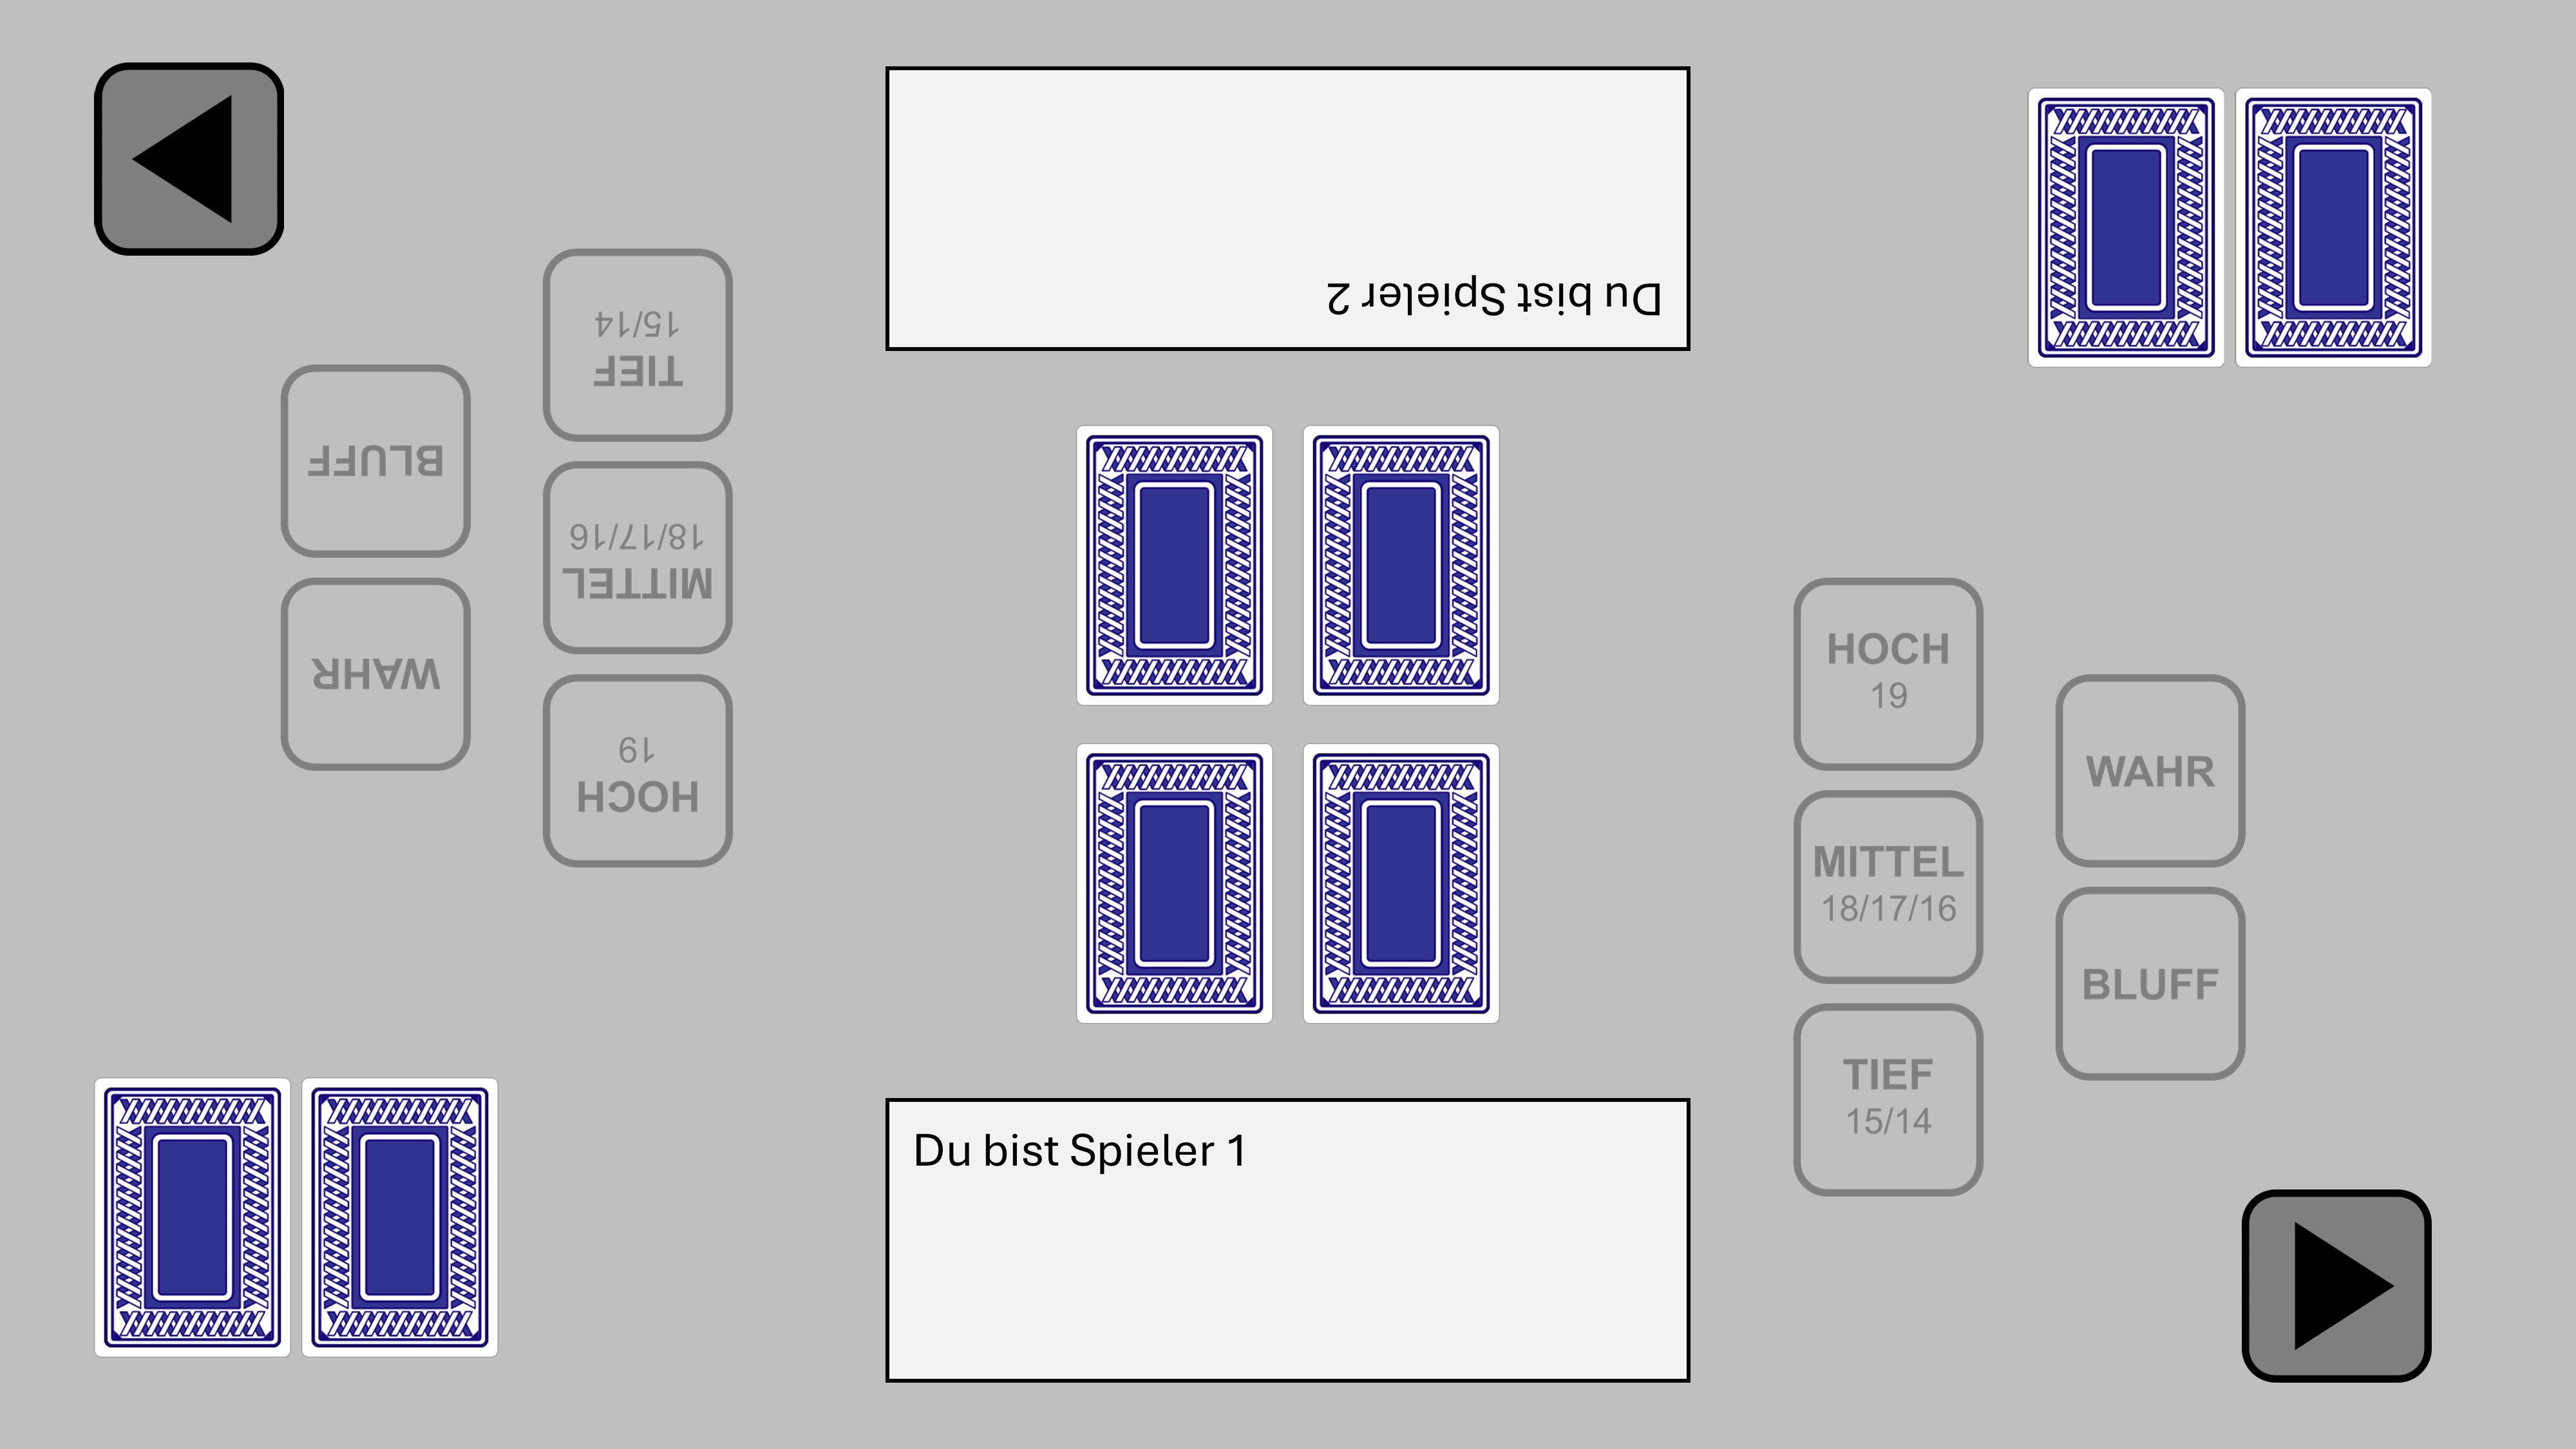 Du bist Spieler 2
TIEF
15/14
MITTEL
18/17/16
HOCH
19
BLUFF
WAHR
HOCH
19
MITTEL
18/17/16
TIEF
15/14
WAHR
BLUFF
Du bist Spieler 1